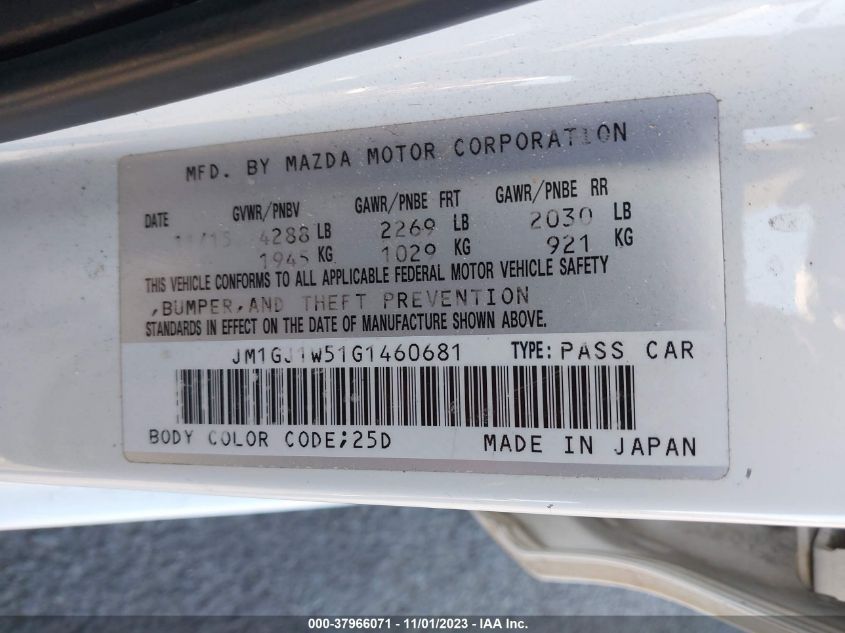 MFD. BY MAZDA MOTOR CORPORATION
DATE GVWR/PNBV GAWR/PNBE FRT GAWR/PNBE RR
11/15 4288 LB 2269 LB 2030 LB
1945 KG 1029 KG 921 KG
THIS VEHICLE CONFORMS TO ALL APPLICABLE FEDERAL MOTOR VEHICLE SAFETY
,BUMPER,AND THEFT PREVENTION
STANDARDS IN EFFECT ON THE DATE OF MANUFACTURE SHOWN ABOVE.
JM1GJ1W51G1460681 TYPE: PASS CAR
BODY COLOR CODE;25D MADE IN JAPAN
000-37966071 - 11/01/2023 - IAA Inc.